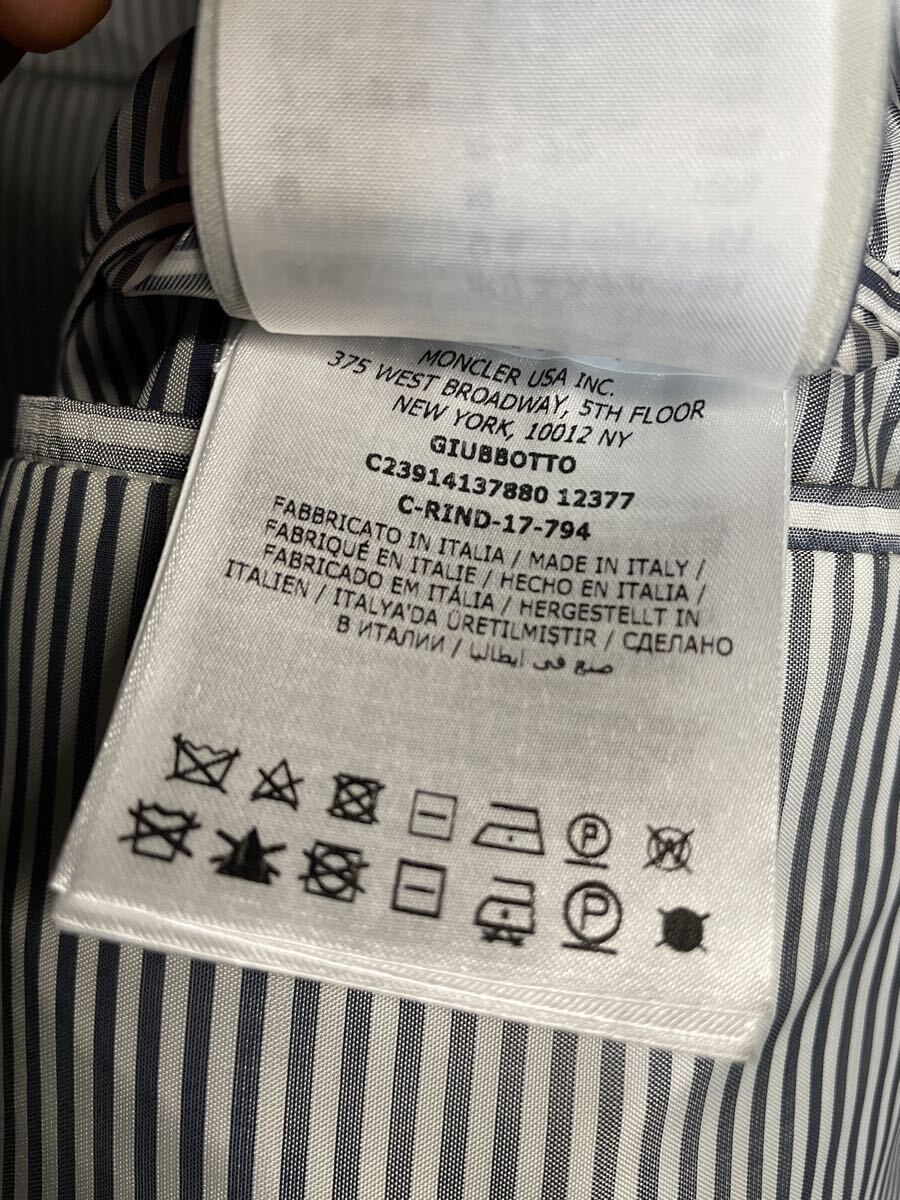 MONCLER USA INC.
375 WEST BROADWAY, 5TH FLOOR
NEW YORK, 10012 NY
GIUBBOTTO
C23914137880 12377
C-RIND-17-794
FABBRICATO IN ITALIA / MADE IN ITALY /
FABRIQUÉ EN ITALIE / HECHO EN ITALIA /
FABRICADO EM ITÁLIA / HERGESTELLT IN
ITALIEN / ITALYA'DA ÜRETILMIŞTIR / СДЕЛАНО
В ИТАЛИИ / صنع في ايطاليا
P
W
P